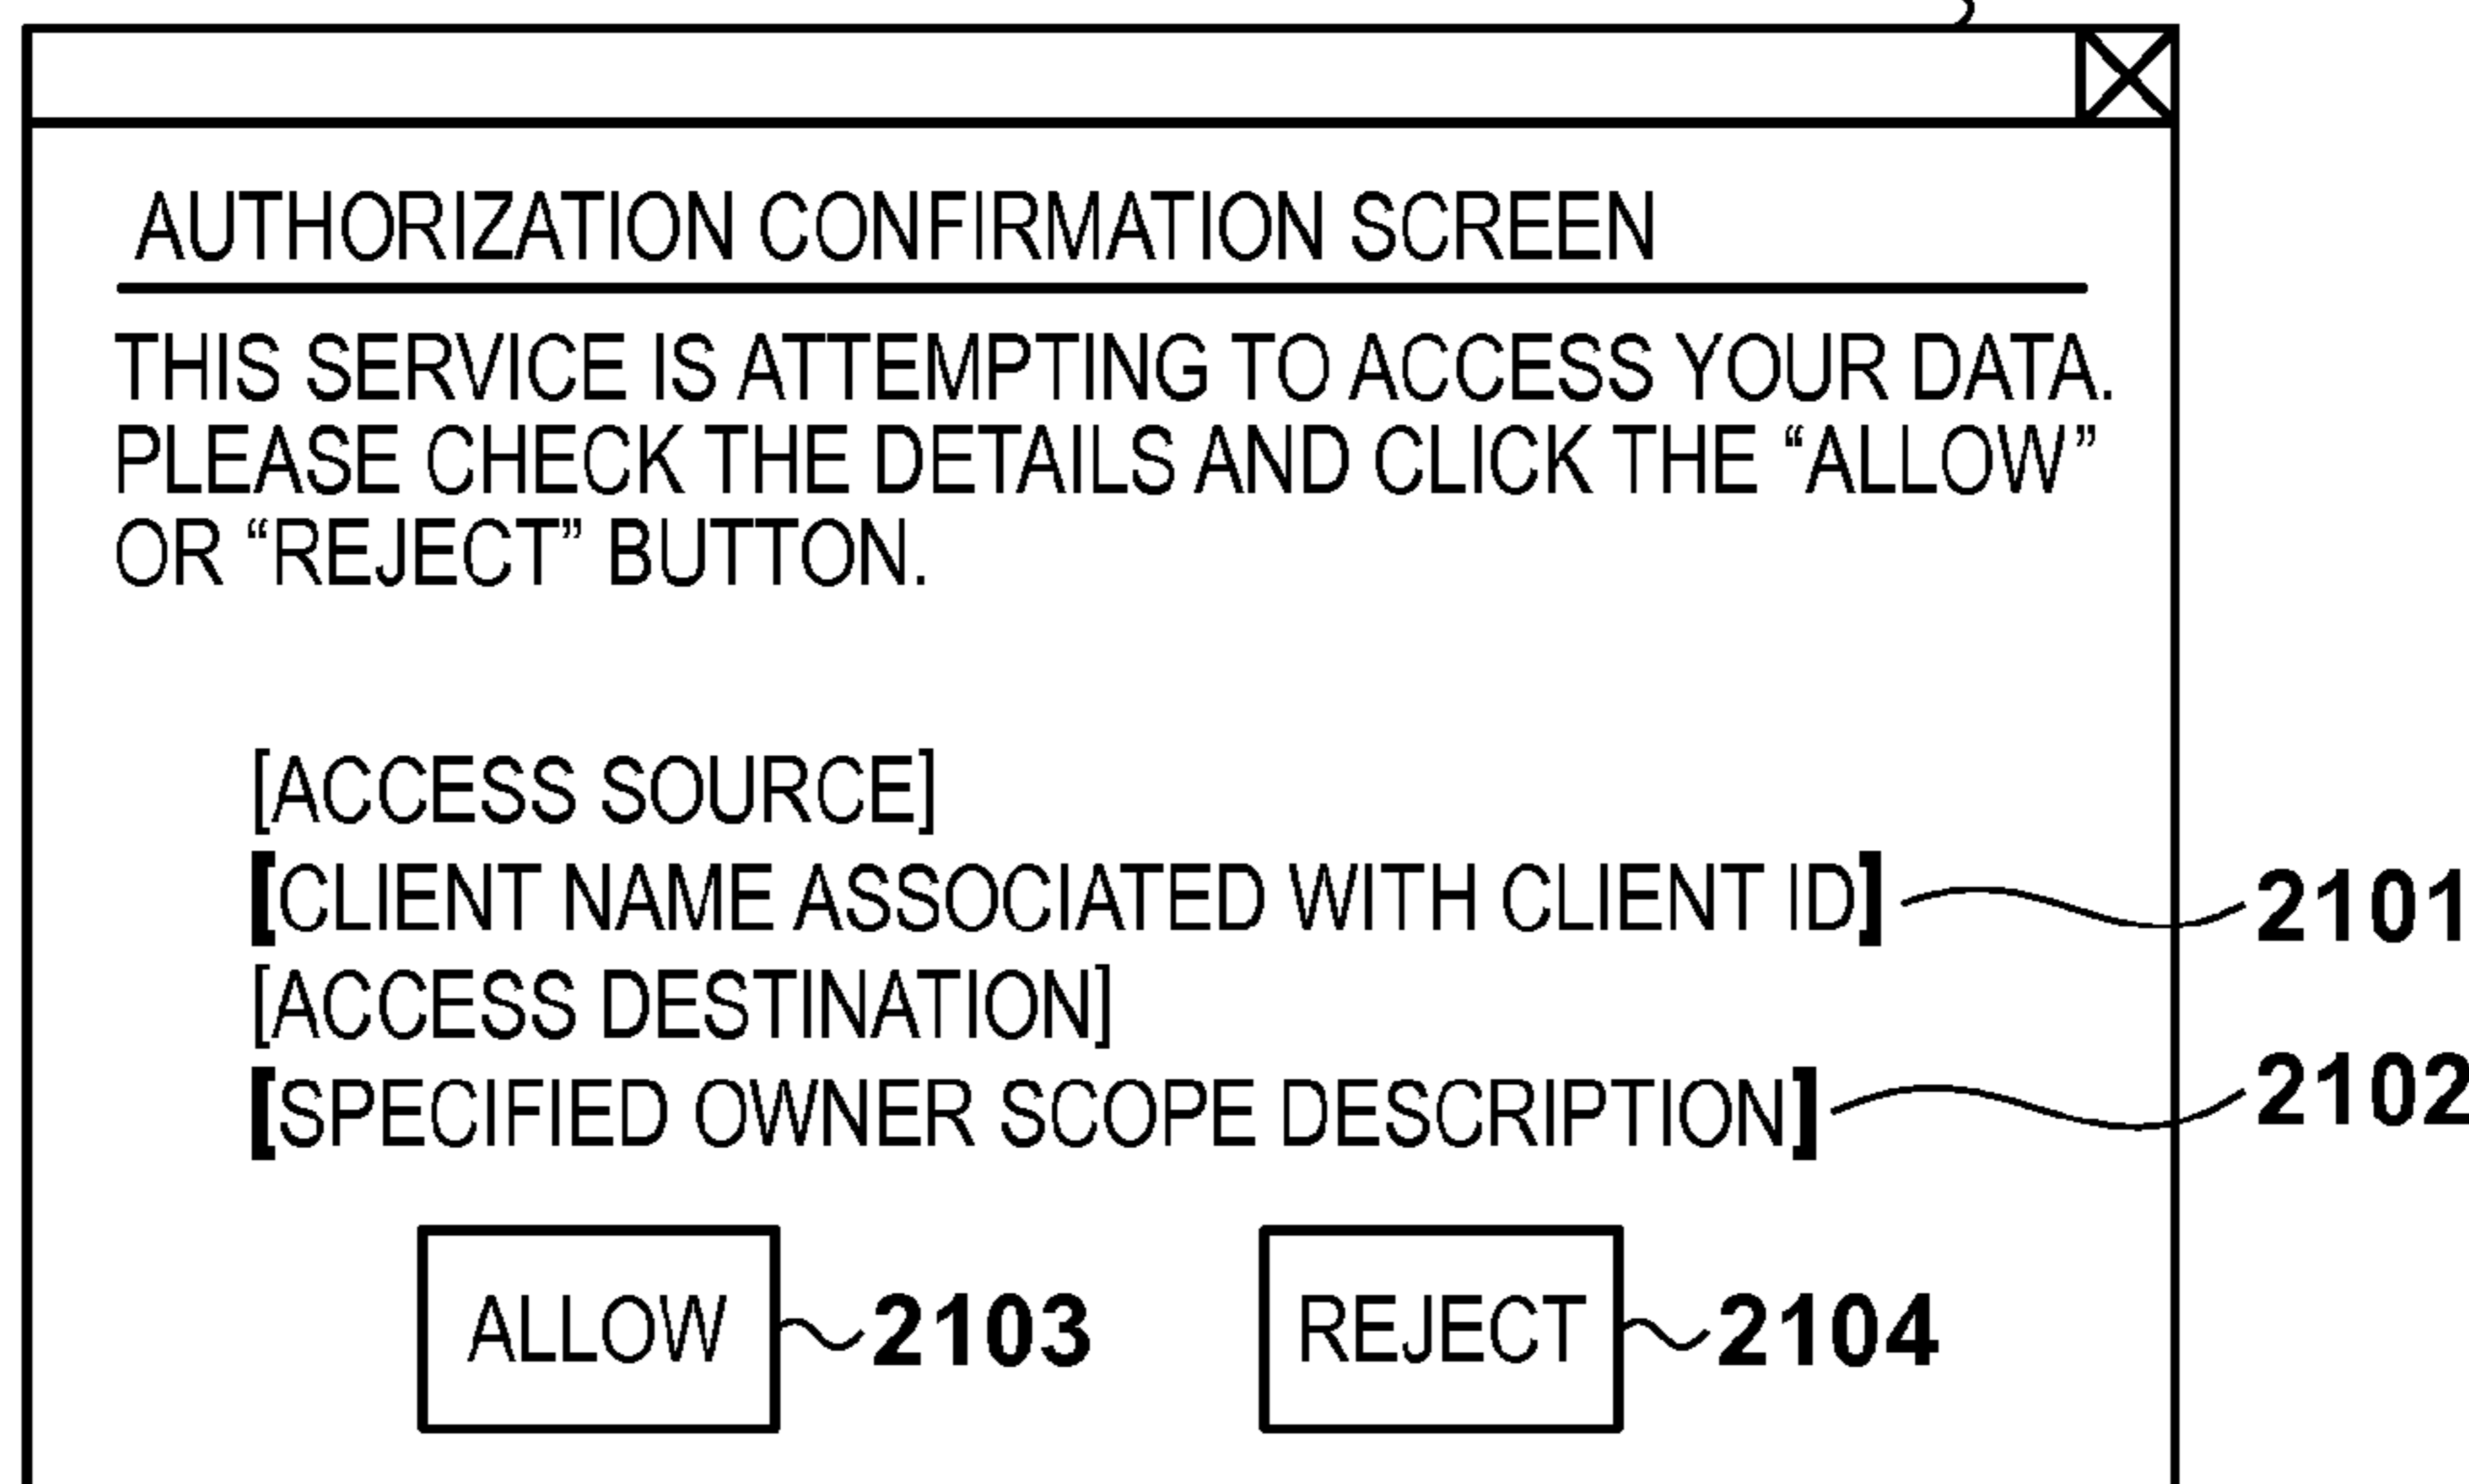 AUTHORIZATION CONFIRMATION SCREEN
THIS SERVICE IS ATTEMPTING TO ACCESS YOUR DATA.
PLEASE CHECK THE DETAILS AND CLICK THE “ALLOW”
OR “REJECT” BUTTON.
[ACCESS SOURCE]
[CLIENT NAME ASSOCIATED WITH CLIENT ID] 2101
[ACCESS DESTINATION]
[SPECIFIED OWNER SCOPE DESCRIPTION] 2102
ALLOW 2103 REJECT 2104